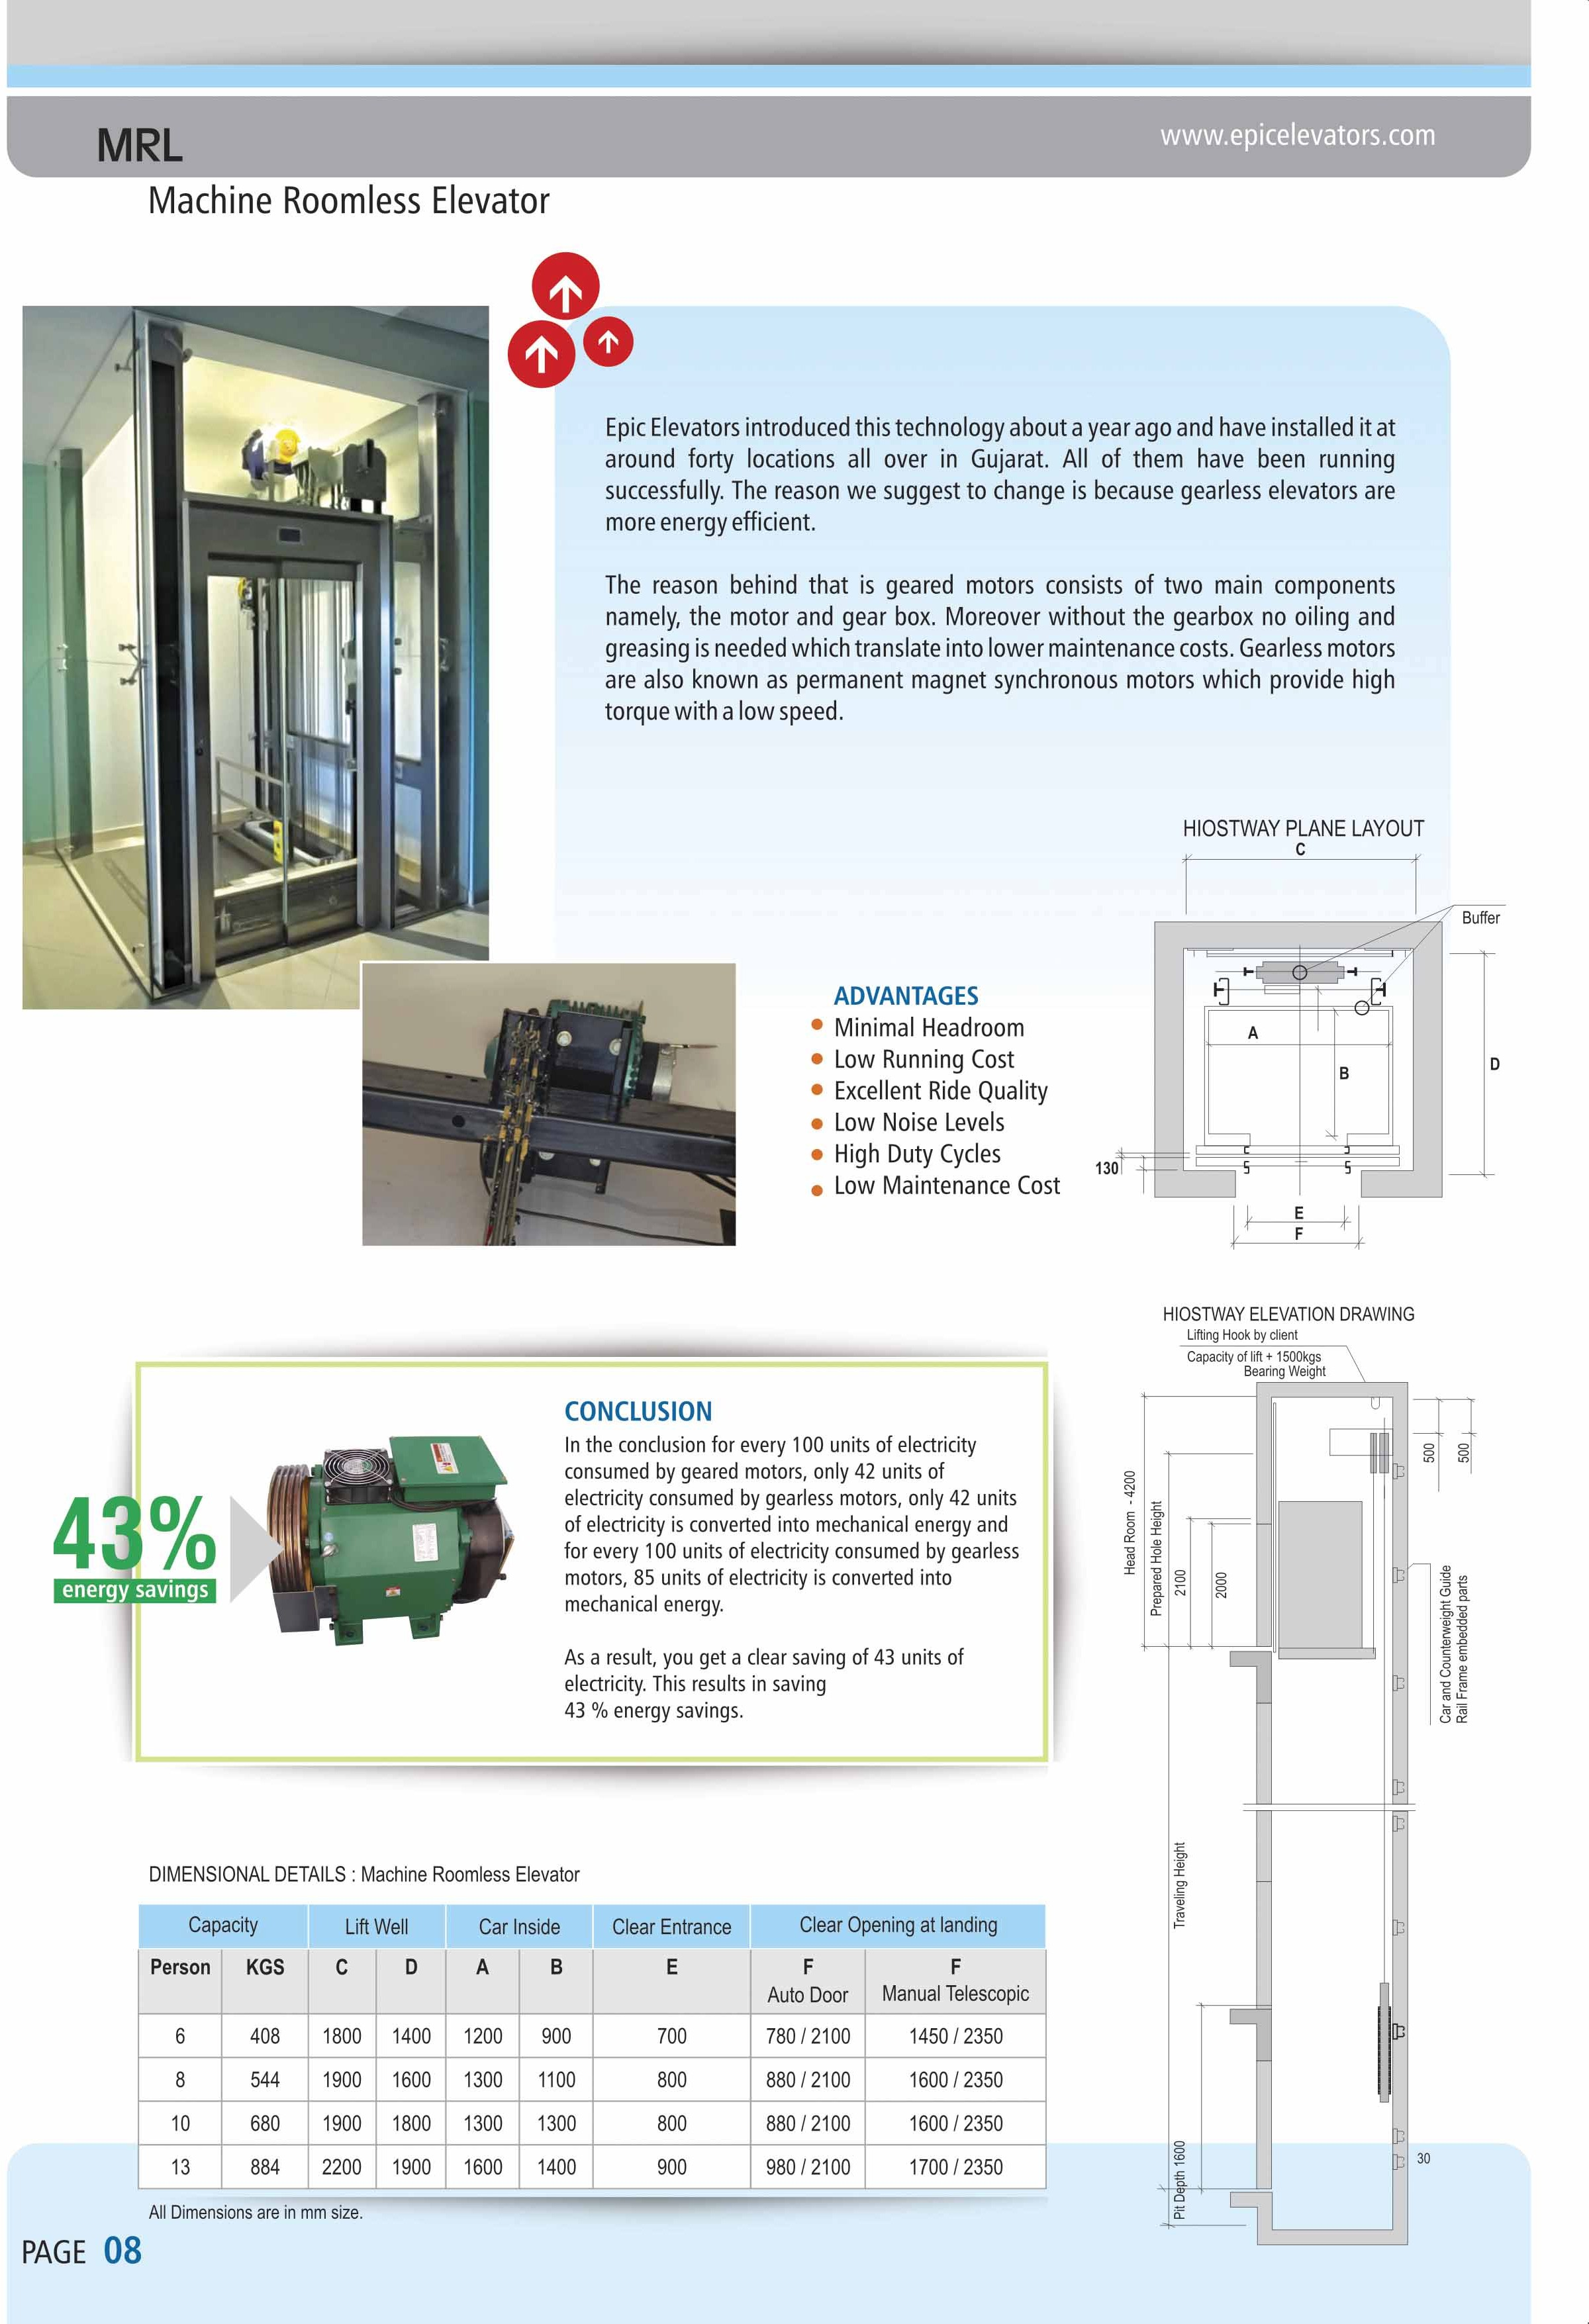 MRL
www.epicelevators.com
Machine Roomless Elevator
Epic Elevators introduced this technology about a year ago and have installed it at
around forty locations all over in Gujarat. All of them have been running
successfully. The reason we suggest to change is because gearless elevators are
more energy efficient.
The reason behind that is geared motors consists of two main components
namely, the motor and gear box. Moreover without the gearbox no oiling and
greasing is needed which translate into lower maintenance costs. Gearless motors
are also known as permanent magnet synchronous motors which provide high
torque with a low speed.
HIOSTWAY PLANE LAYOUT
C
Buffer
A
B
D
130
E
F
ADVANTAGES
Minimal Headroom
Low Running Cost
Excellent Ride Quality
Low Noise Levels
High Duty Cycles
Low Maintenance Cost
HIOSTWAY ELEVATION DRAWING
Lifting Hook by client
Capacity of lift + 1500kgs
Bearing Weight
500
500
Head Room - 4200
Prepared Hole Height
2100
2000
Car and Counterweight Guide
Rail Frame embedded parts
Traveling Height
Pit Depth 1600
30
43%
energy savings
CONCLUSION
In the conclusion for every 100 units of electricity
consumed by geared motors, only 42 units of
electricity consumed by gearless motors, only 42 units
of electricity is converted into mechanical energy and
for every 100 units of electricity consumed by gearless
motors, 85 units of electricity is converted into
mechanical energy.
As a result, you get a clear saving of 43 units of
electricity. This results in saving
43 % energy savings.
DIMENSIONAL DETAILS : Machine Roomless Elevator
Capacity Lift Well Car Inside Clear Entrance Clear Opening at landing
Person KGS C D A B E F F
Auto Door Manual Telescopic
6 408 1800 1400 1200 900 700 780 / 2100 1450 / 2350
8 544 1900 1600 1300 1100 800 880 / 2100 1600 / 2350
10 680 1900 1800 1300 1300 800 880 / 2100 1600 / 2350
13 884 2200 1900 1600 1400 900 980 / 2100 1700 / 2350
All Dimensions are in mm size.
PAGE 08